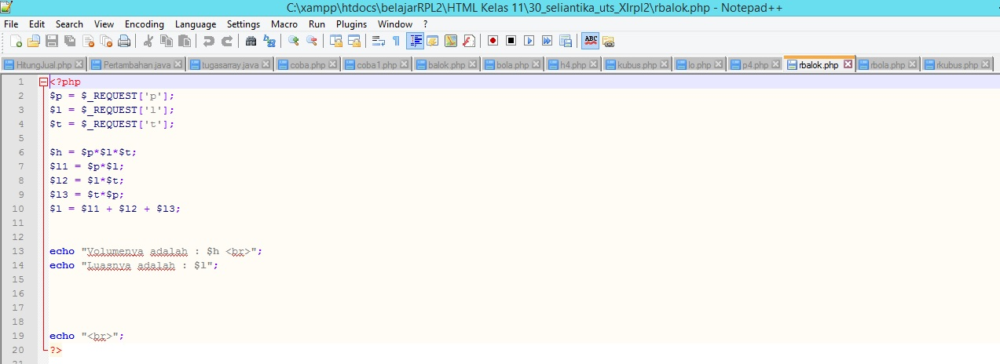 C:\xampp\htdocs\belajarRPL2\HTML Kelas 11\30_seliantika_uts_XIrpl2\rbalok.php - Notepad++
File Edit Search View Encoding Language Settings Macro Run Plugins Window ?
ABC
HitungJual.php Pertambahan.java tugasarray.java coba.php coba1.php balok.php bola.php h4.php kubus.php lo.php p4.php rbalok.php rbola.php rkubus.php
1 <?php
2 $p = $_REQUEST['p'];
3 $l = $_REQUEST['l'];
4 $t = $_REQUEST['t'];
5
6 $h = $p*$l*$t;
7 $l1 = $p*$l;
8 $l2 = $l*$t;
9 $l3 = $t*$p;
10 $l = $l1 + $l2 + $l3;
11
12
13 echo "Volumenya adalah : $h <br>";
14 echo "Luasnya adalah : $l";
15
16
17
18
19 echo "<br>";
20 ?>
21